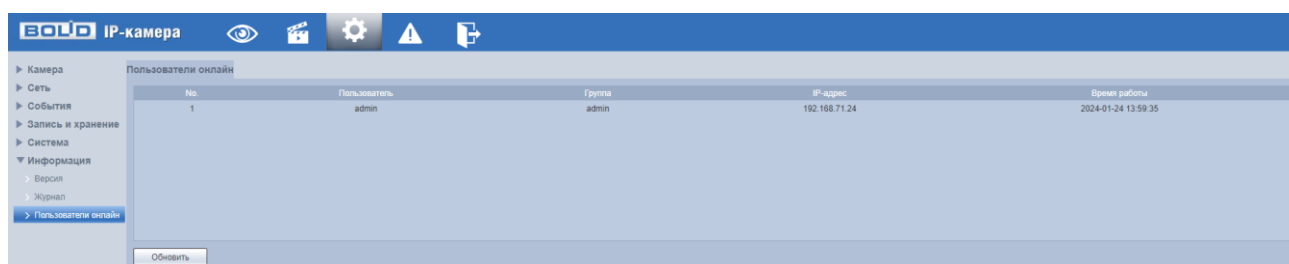 BOLID IP-камера
Камера
Сеть
События
Запись и хранение
Система
Информация
Версия
Журнал
Пользователи онлайн
Пользователи онлайн
No. Пользователь Группа IP-адрес Время работы
1 admin admin 192.168.71.24 2024-01-24 13:59:35
Обновить